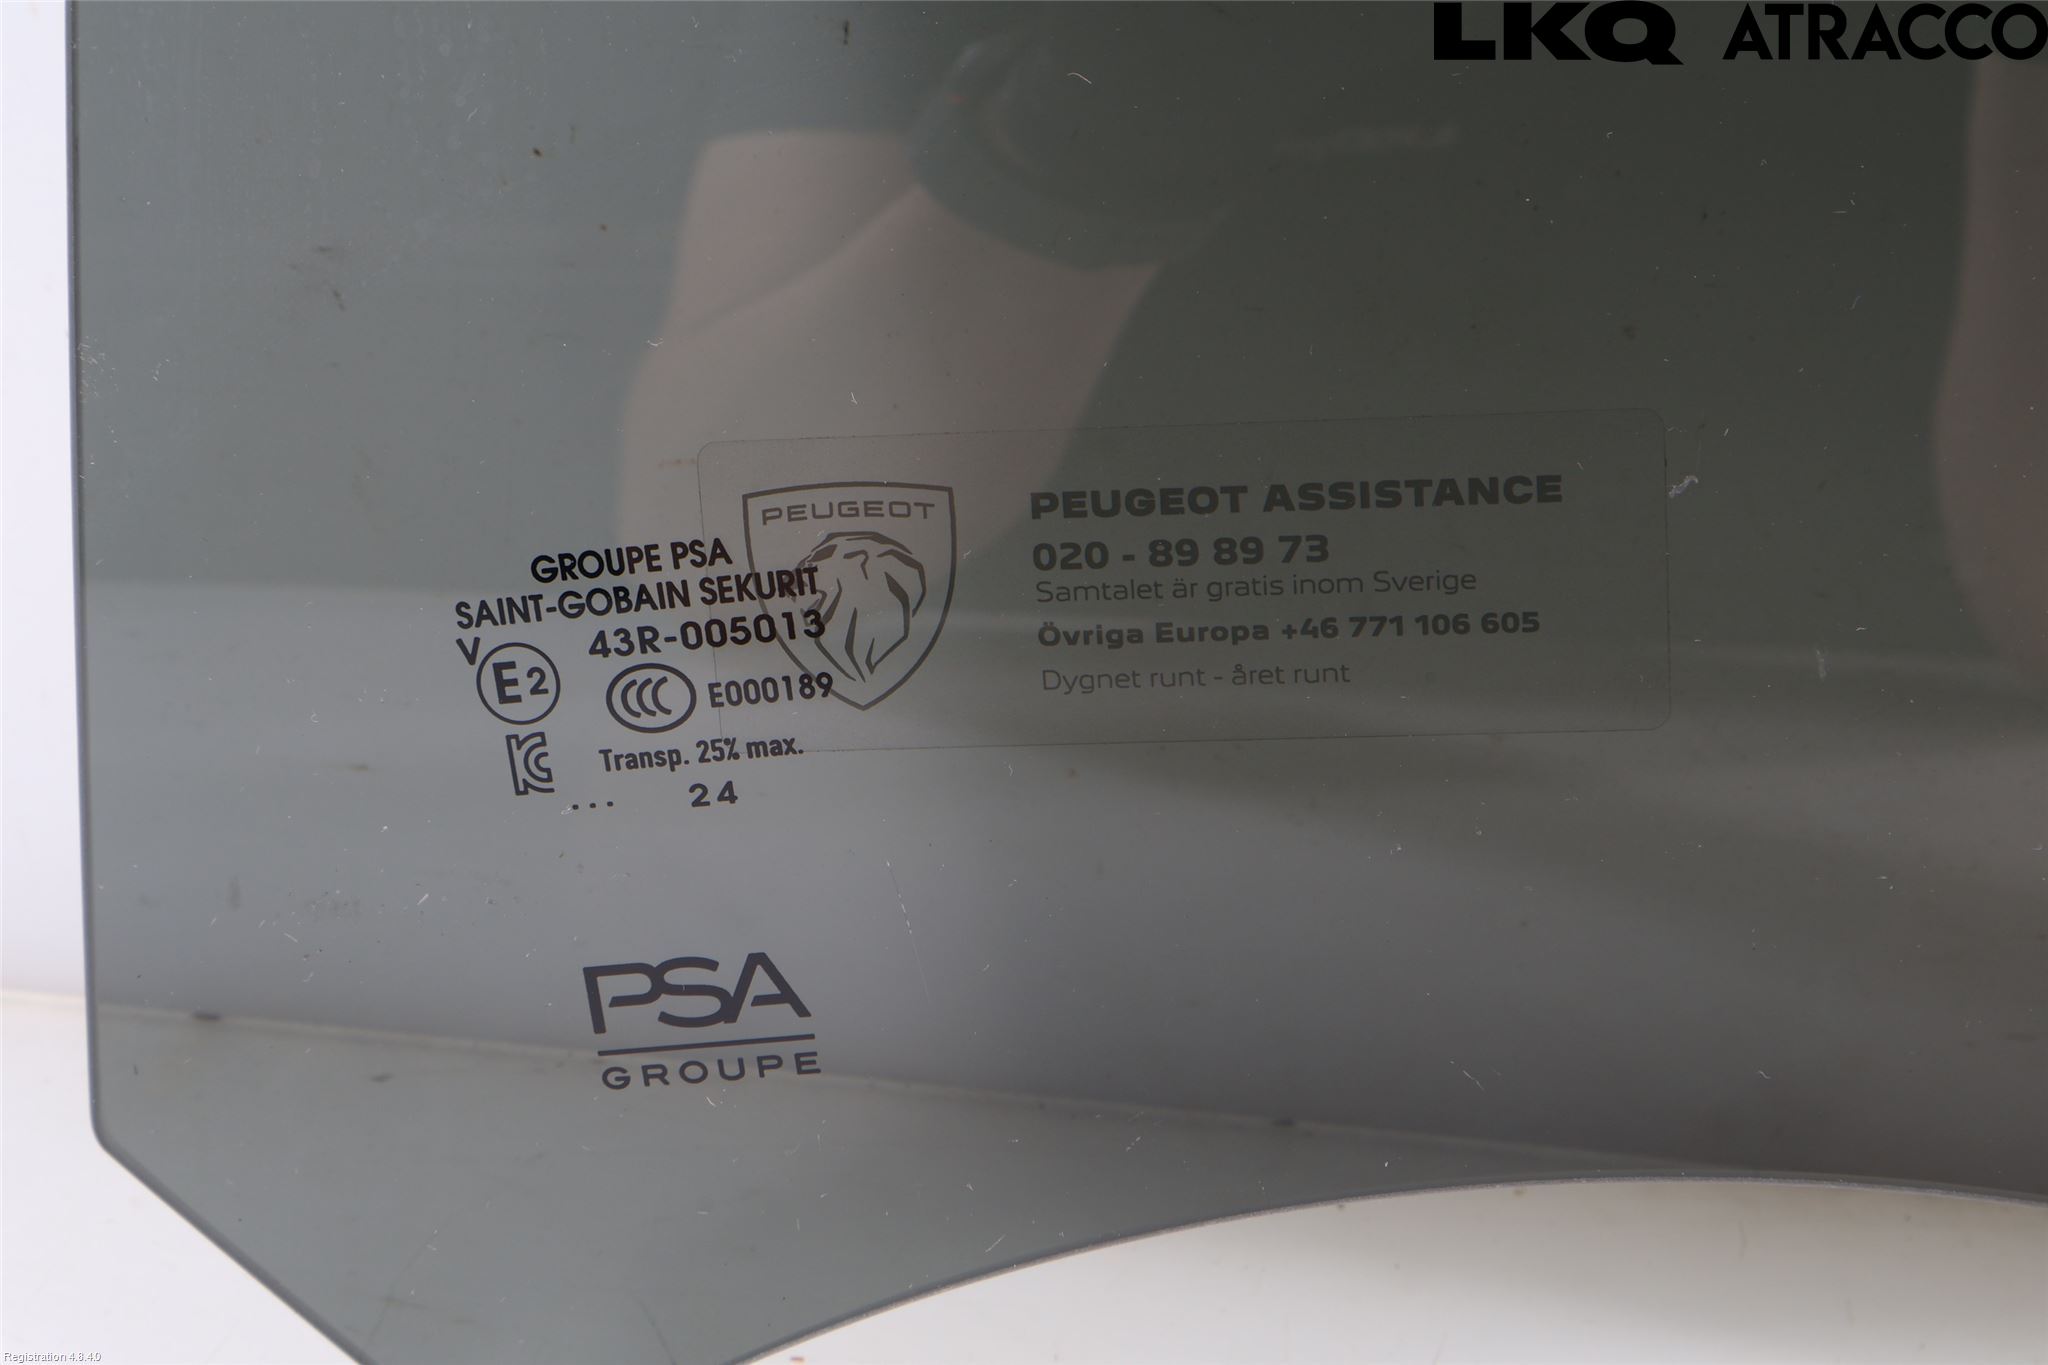 LKQ ATRACCO
PEUGEOT
PEUGEOT ASSISTANCE
020 - 89 89 73
Samtalet är gratis inom Sverige
Övriga Europa +46 771 106 605
Dygnet runt - året runt
GROUPE PSA
SAINT-GOBAIN SEKURIT
V 43R-005013
E2 CCC E000189
KC Transp. 25% max.
... 24
PSA
GROUPE
Registration 4.8.4.0